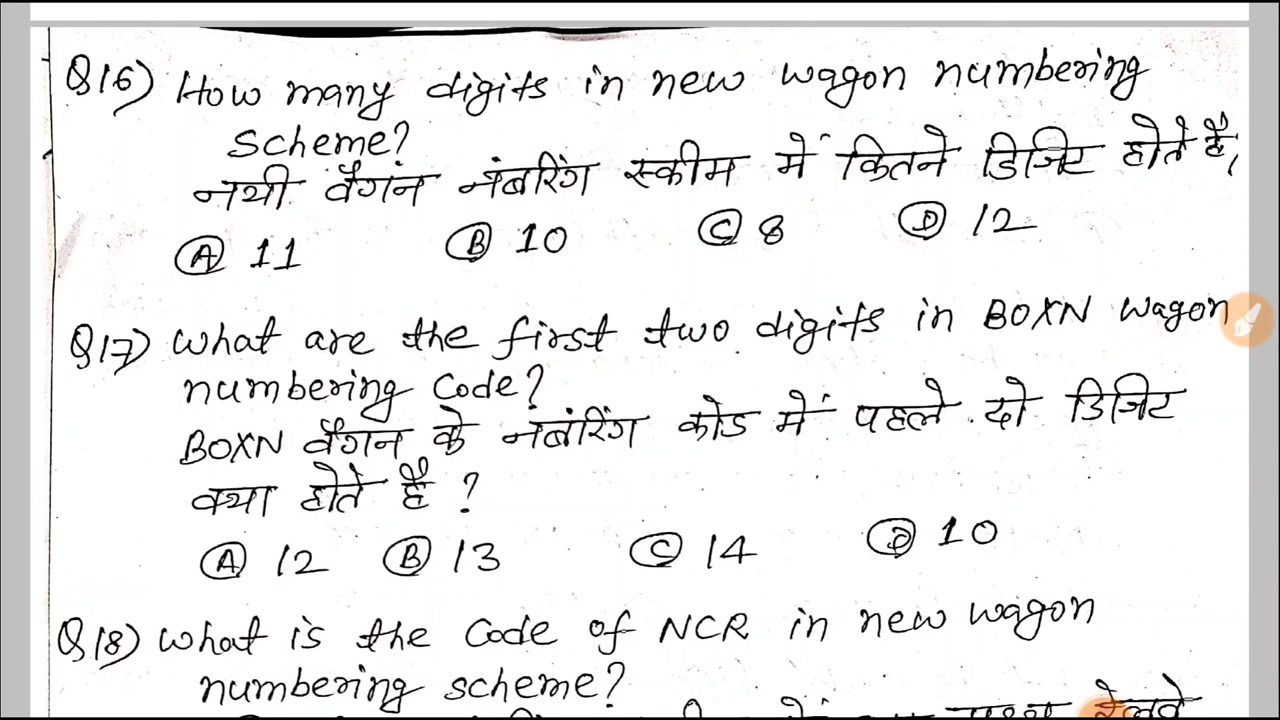 Q16) How many digits in new wagon numbering
Scheme?
नयी वैगन नंबरिंग स्कीम में कितने डिजिट होते है,
Ⓐ 11 Ⓑ 10 Ⓒ 8 Ⓓ 12
Q17) What are the first two digits in BOXN wagon
numbering Code?
BOXN वैगन के नबंरिंग कोड में पहले दो डिजिट
क्या होते है ?
Ⓐ 12 Ⓑ 13 Ⓒ 14 Ⓓ 10
Q18) What is the Code of NCR in new wagon
numbering scheme?
रेलवे